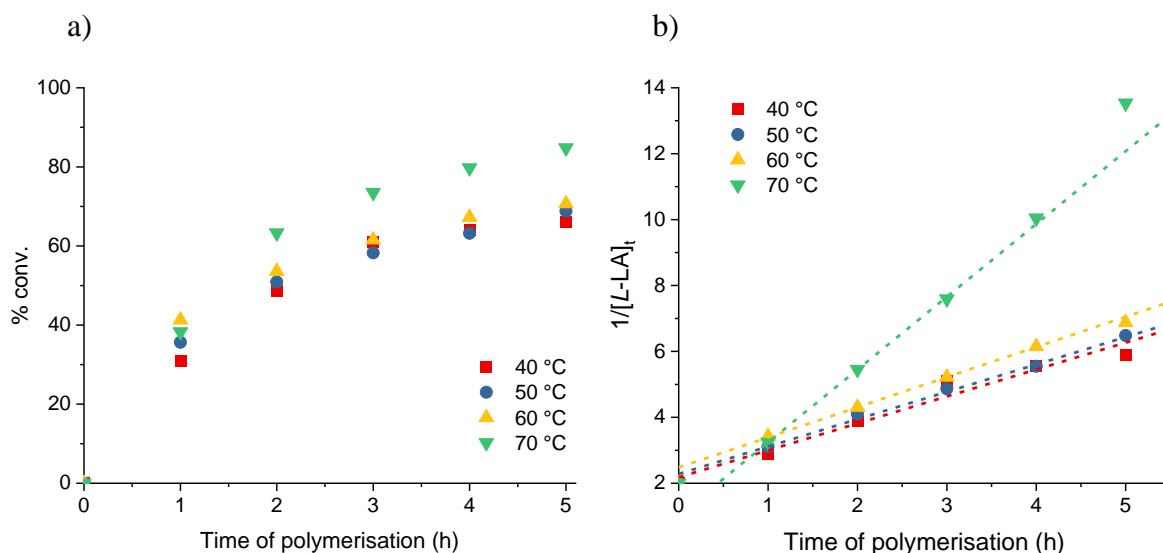 a)
100
80
60
40
20
0
% conv.
0 1 2 3 4 5
Time of polymerisation (h)
40 °C
50 °C
60 °C
70 °C
b)
14
12
10
8
6
4
2
1/[L-LA]t
0 1 2 3 4 5
Time of polymerisation (h)
40 °C
50 °C
60 °C
70 °C